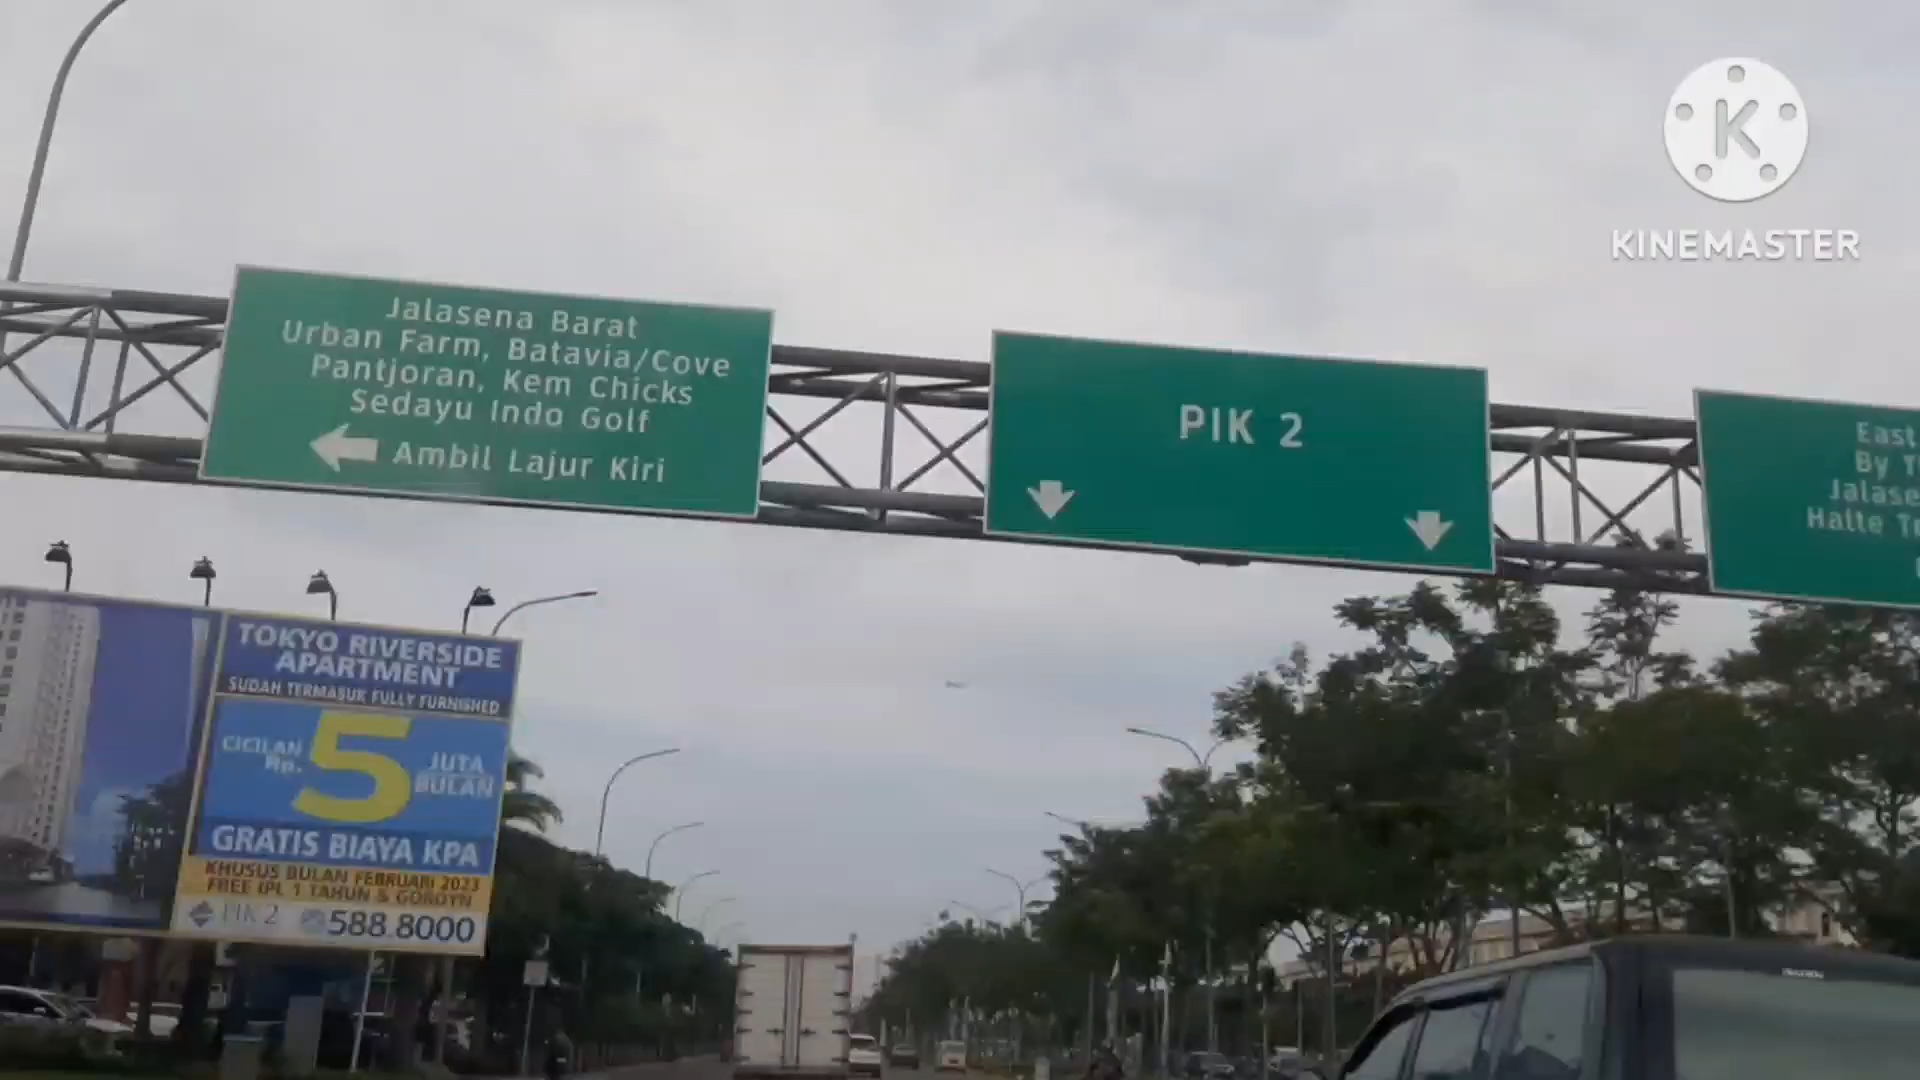 KINEMASTER
Jalasena Barat
Urban Farm, Batavia/Cove
Pantjoran, Kem Chicks
Sedayu Indo Golf
Ambil Lajur Kiri
PIK 2
East
By
Halte
TOKYO RIVERSIDE
APARTMENT
SUDAH TERMASUK FULLY FURNISHED
CICILAN
Rp. 5 JUTA
BULAN
GRATIS BIAYA KPA
KHUSUS BULAN FEBRUARI 2023
FREE IPL 1 TAHUN & GORDYN
PIK 2 588 8000